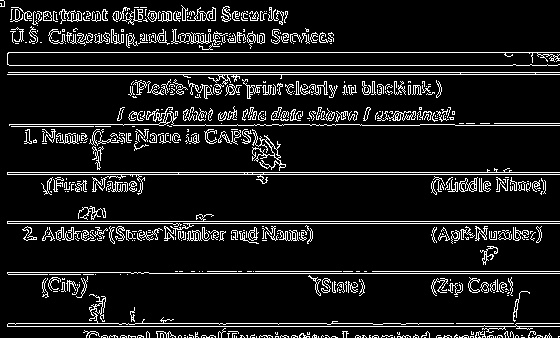 Department of Homeland Security
U.S. Citizenship and Immigration Services
(Please type or print clearly in black ink.)
I certify that on the date shown I examined:
1. Name (Last Name in CAPS)
(First Name) (Middle Name)
2. Address (Street Number and Name) (Apt. Number)
(City) (State) (Zip Code)
General Physical Examination: I examined specifically for